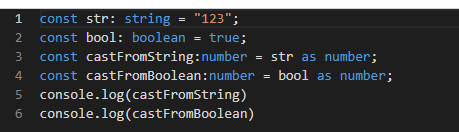 1 const str: string = "123";
2 const bool: boolean = true;
3 const castFromString:number = str as number;
4 const castFromBoolean:number = bool as number;
5 console.log(castFromString)
6 console.log(castFromBoolean)